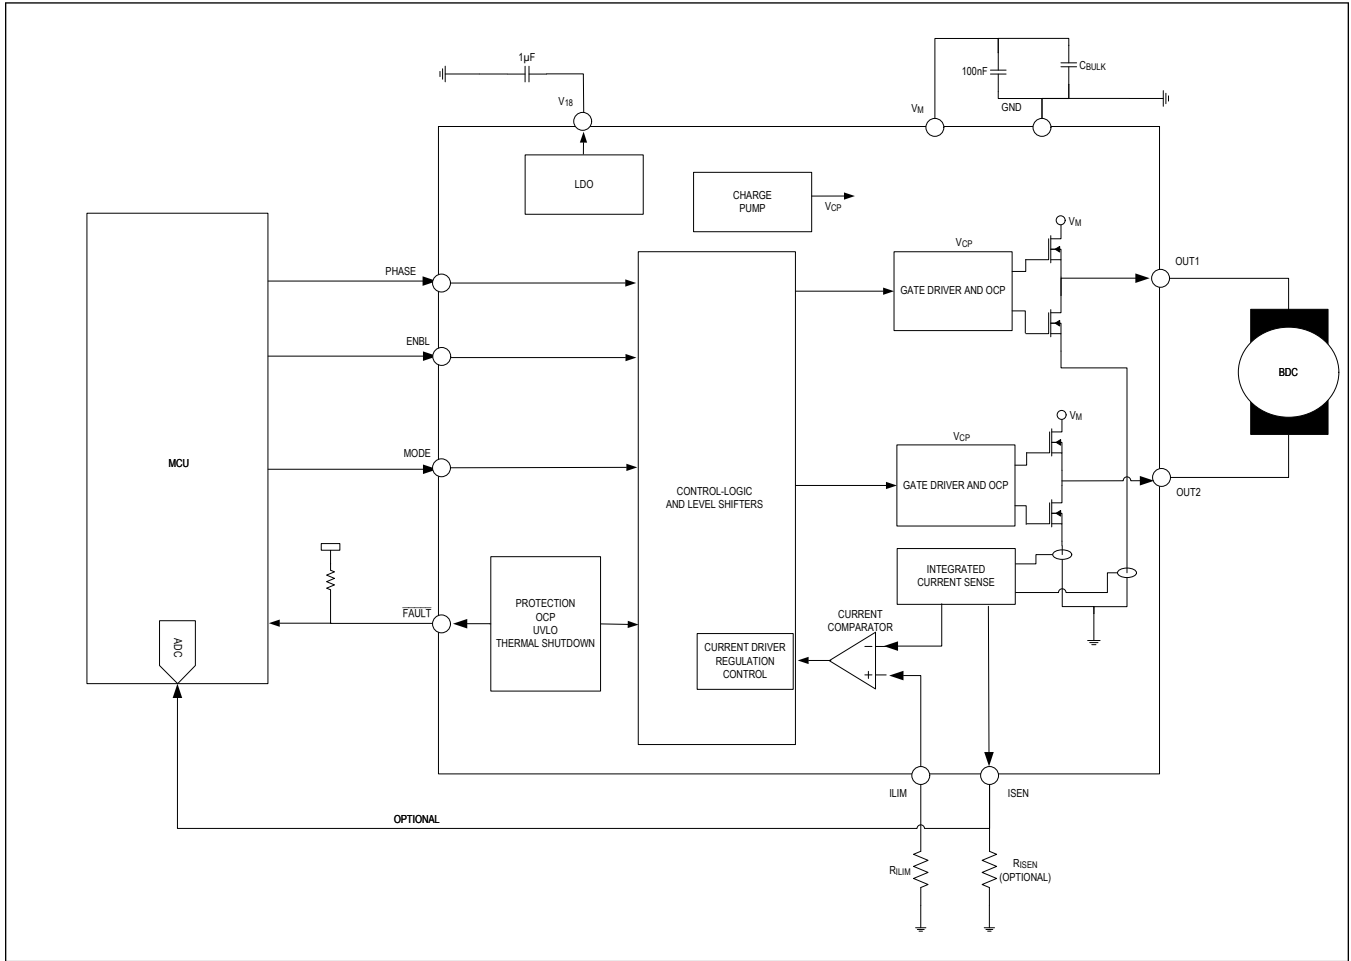 1µF
V18
100nF
CBULK
VM
GND
LDO
CHARGE
PUMP
VCP
VM
PHASE
VCP
OUT1
GATE DRIVER AND OCP
ENBL
BDC
VM
MODE
VCP
MCU
GATE DRIVER AND OCP
CONTROL-LOGIC
AND LEVEL SHIFTERS
OUT2
INTEGRATED
CURRENT SENSE
FAULT
PROTECTION
OCP
UVLO
THERMAL SHUTDOWN
CURRENT
COMPARATOR
ADC
CURRENT DRIVER
REGULATION
CONTROL
−
+
ILIM
ISEN
OPTIONAL
RILIM
RISEN
(OPTIONAL)